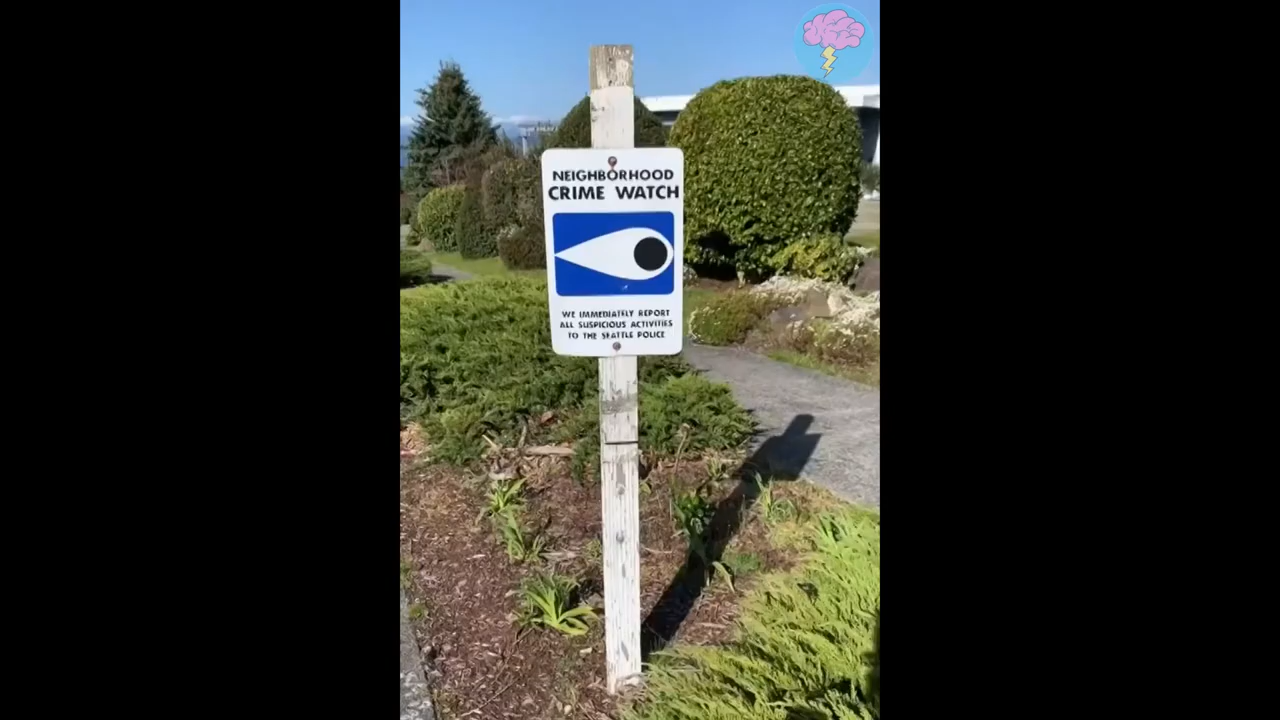 NEIGHBORHOOD
CRIME WATCH
WE IMMEDIATELY REPORT
ALL SUSPICIOUS ACTIVITIES
TO THE SEATTLE POLICE